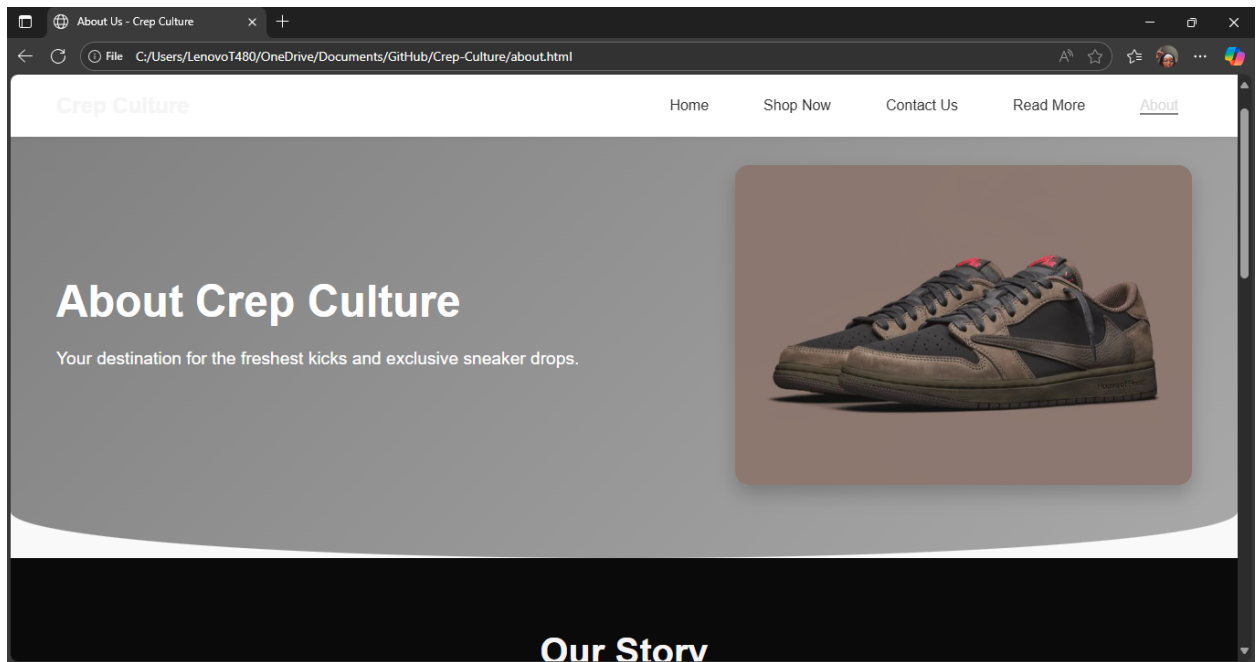 About Us - Crep Culture
File C:/Users/LenovoT480/OneDrive/Documents/GitHub/Crep-Culture/about.html
Crep Culture
Home
Shop Now
Contact Us
Read More
About
About Crep Culture
Your destination for the freshest kicks and exclusive sneaker drops.
Our Story